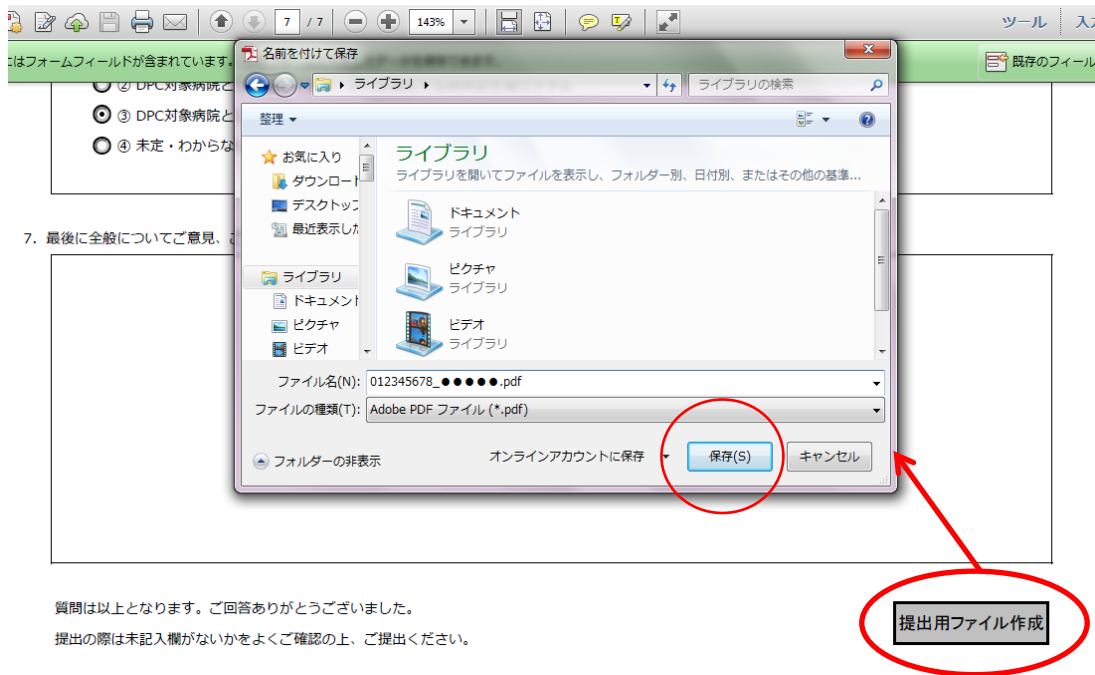 7 / 7
143%
ツール
名前を付けて保存
にはフォームフィールドが含まれています。
既存のフィール
ライブラリ
ライブラリの検索
② DPC対象病院と
③ DPC対象病院と
④ 未定・わからな
整理
お気に入り
ダウンロード
デスクトップ
最近表示した
ライブラリ
ドキュメント
ピクチャ
ビデオ
ライブラリ
ライブラリを開いてファイルを表示し、フォルダー別、日付別、またはその他の基準...
ドキュメント
ライブラリ
ピクチャ
ライブラリ
ビデオ
ライブラリ
7. 最後に全般についてご意見、
ファイル名(N): 012345678_●●●●●.pdf
ファイルの種類(T): Adobe PDF ファイル (*.pdf)
フォルダーの非表示
オンラインアカウントに保存
保存(S)
キャンセル
質問は以上となります。ご回答ありがとうございました。
提出の際は未記入欄がないかをよくご確認の上、ご提出ください。
提出用ファイル作成